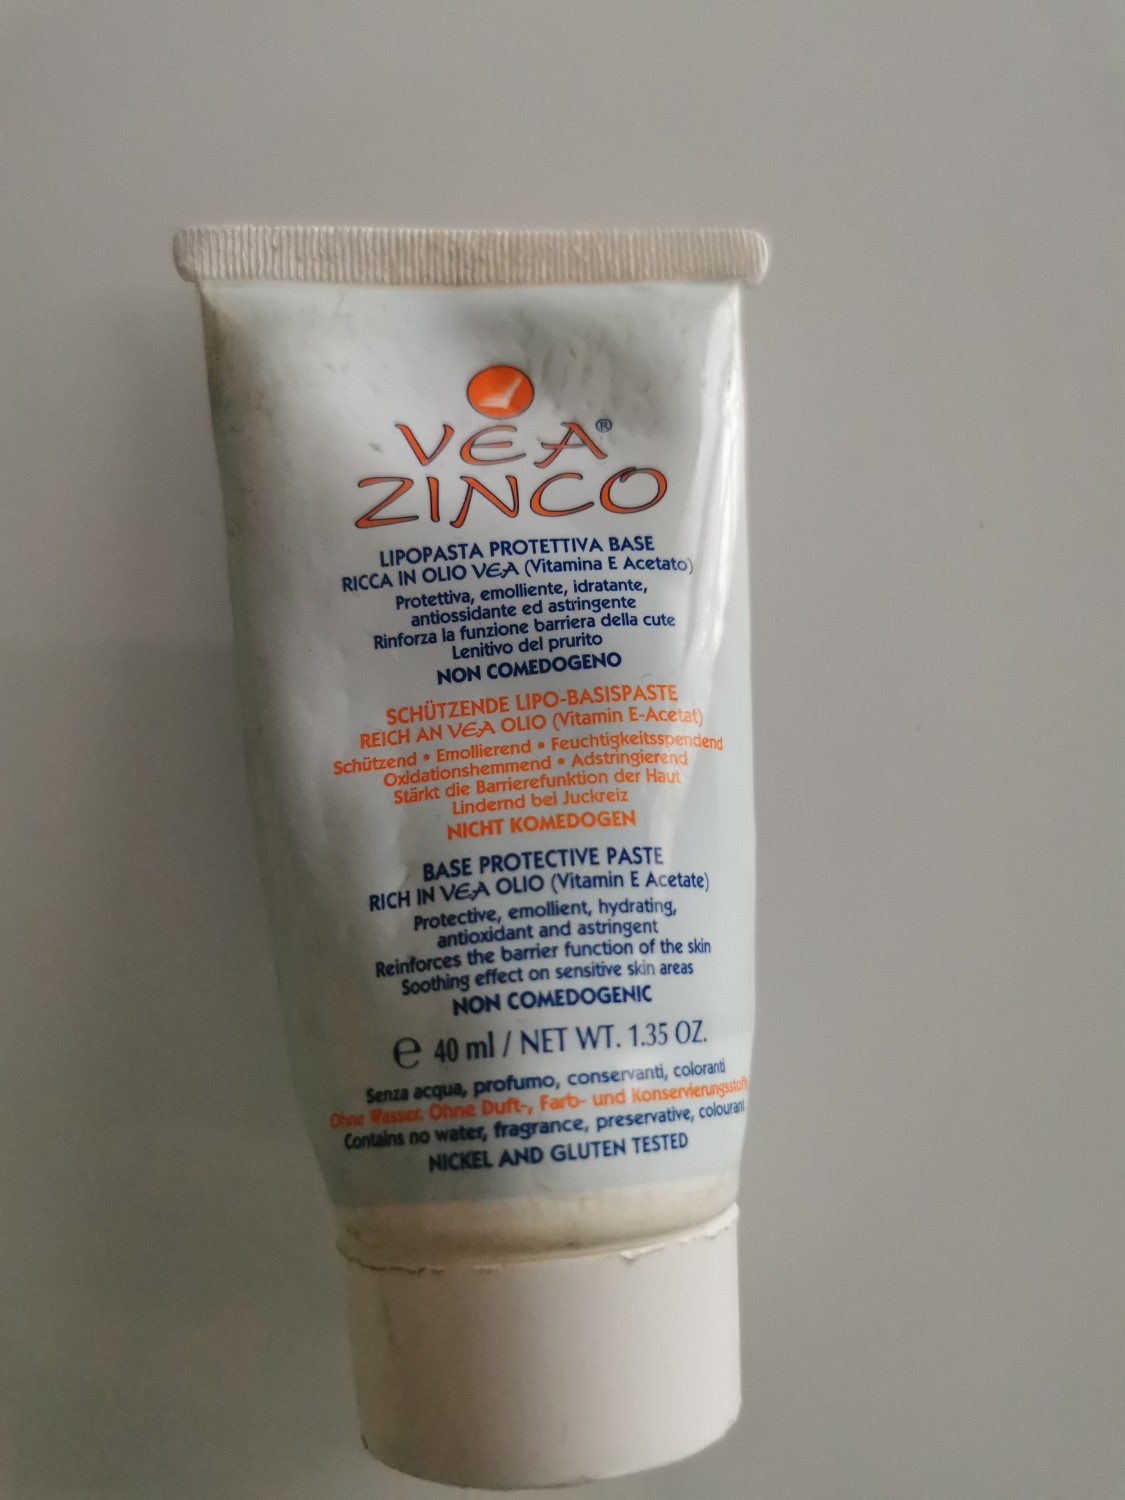 VEA®
ZINCO
LIPOPASTA PROTETTIVA BASE
RICCA IN OLIO VEA (Vitamina E Acetato)
Protettiva, emolliente, idratante,
antiossidante ed astringente
Rinforza la funzione barriera della cute
Lenitivo del prurito
NON COMEDOGENO
SCHÜTZENDE LIPO-BASISPASTE
REICH AN VEA OLIO (Vitamin E-Acetat)
Schützend • Emollierend • Feuchtigkeitsspendend
Oxidationshemmend • Adstringierend
Stärkt die Barrierefunktion der Haut
Lindernd bei Juckreiz
NICHT KOMEDOGEN
BASE PROTECTIVE PASTE
RICH IN VEA OLIO (Vitamin E Acetate)
Protective, emollient, hydrating,
antioxidant and astringent
Reinforces the barrier function of the skin
Soothing effect on sensitive skin areas
NON COMEDOGENIC
℮ 40 ml / NET WT. 1.35 OZ.
Senza acqua, profumo, conservanti, coloranti
Ohne Wasser. Ohne Duft-, Farb- und Konservierungsstoffe
Contains no water, fragrance, preservative, colourant
NICKEL AND GLUTEN TESTED